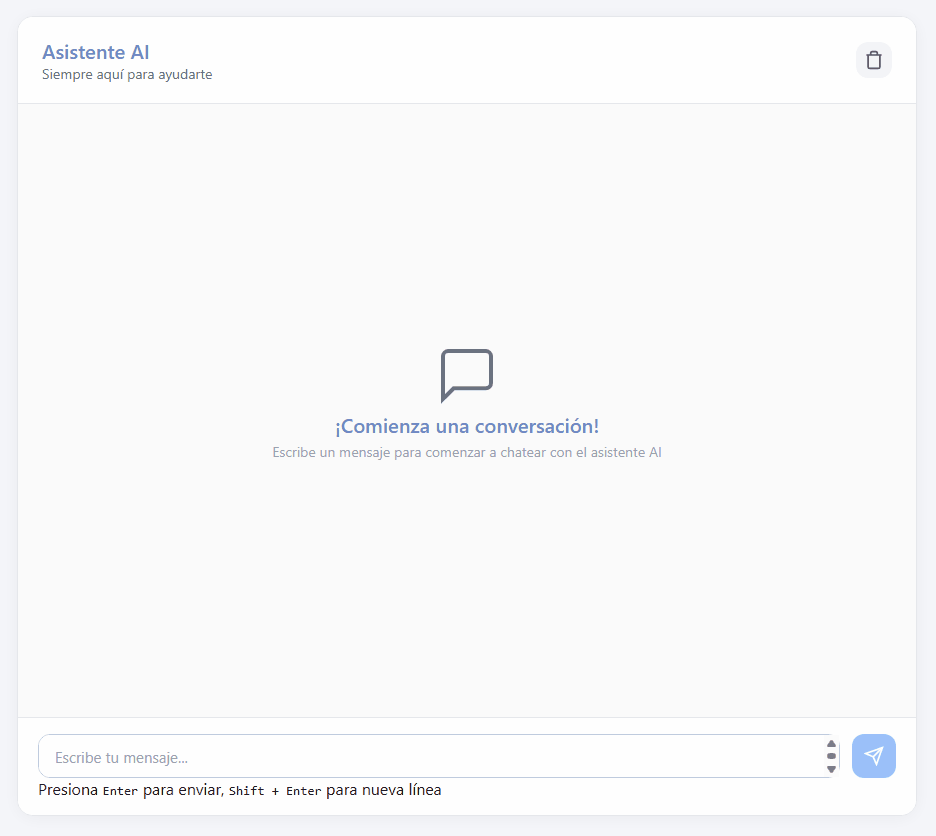 Asistente AI
Siempre aquí para ayudarte
¡Comienza una conversación!
Escribe un mensaje para comenzar a chatear con el asistente AI
Escribe tu mensaje...
Presiona Enter para enviar, Shift + Enter para nueva línea